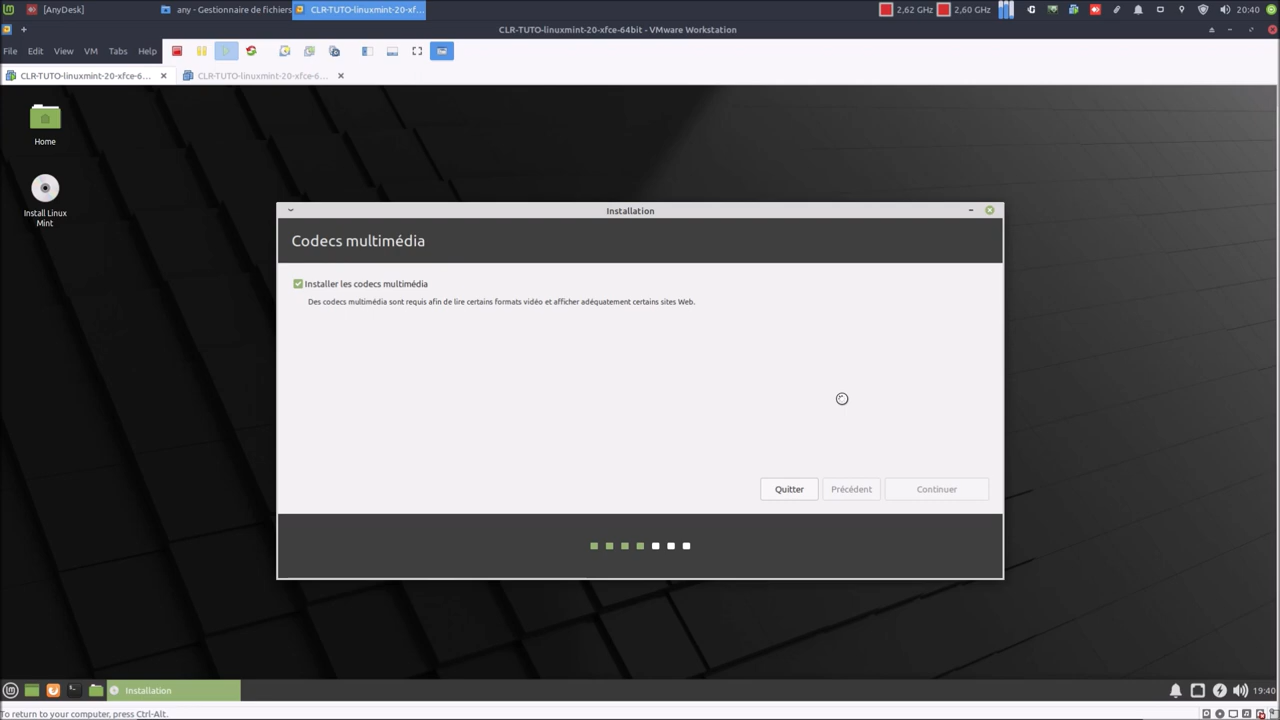 [AnyDesk]
any - Gestionnaire de fichiers
CLR-TUTO-linuxmint-20-xf...
2,62 GHz
2,60 GHz
20:40
CLR-TUTO-linuxmint-20-xfce-64bit - VMware Workstation
File Edit View VM Tabs Help
CLR-TUTO-linuxmint-20-xfce-6...
CLR-TUTO-linuxmint-20-xfce-6...
Home
Install Linux
Mint
Installation
Codecs multimédia
Installer les codecs multimédia
Des codecs multimédia sont requis afin de lire certains formats vidéo et afficher adéquatement certains sites Web.
Quitter
Précédent
Continuer
Installation
19:40
To return to your computer, press Ctrl-Alt.